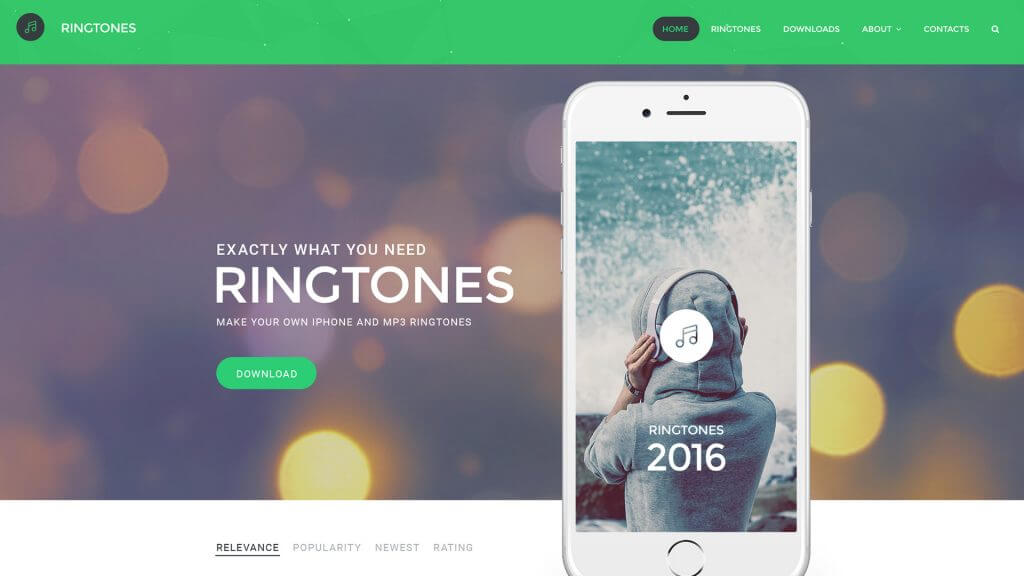 RINGTONES
HOME RINGTONES DOWNLOADS ABOUT CONTACTS
EXACTLY WHAT YOU NEED
RINGTONES
MAKE YOUR OWN IPHONE AND MP3 RINGTONES
DOWNLOAD
RINGTONES
2016
RELEVANCE POPULARITY NEWEST RATING